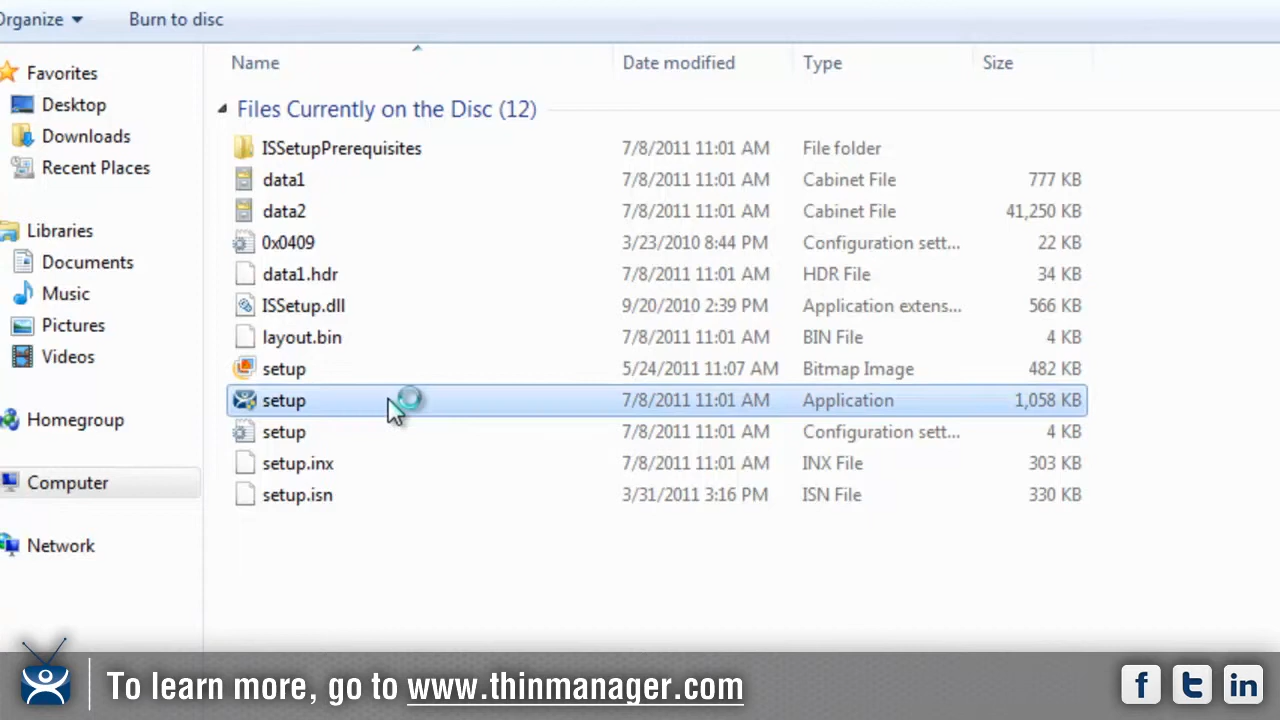 Organize
Burn to disc
Favorites
Desktop
Downloads
Recent Places
Libraries
Documents
Music
Pictures
Videos
Homegroup
Computer
Network
Name Date modified Type Size
Files Currently on the Disc (12)
ISSetupPrerequisites 7/8/2011 11:01 AM File folder
data1 7/8/2011 11:01 AM Cabinet File 777 KB
data2 7/8/2011 11:01 AM Cabinet File 41,250 KB
0x0409 3/23/2010 8:44 PM Configuration sett... 22 KB
data1.hdr 7/8/2011 11:01 AM HDR File 34 KB
ISSetup.dll 9/20/2010 2:39 PM Application extens... 566 KB
layout.bin 7/8/2011 11:01 AM BIN File 4 KB
setup 5/24/2011 11:07 AM Bitmap Image 482 KB
setup 7/8/2011 11:01 AM Application 1,058 KB
setup 7/8/2011 11:01 AM Configuration sett... 4 KB
setup.inx 7/8/2011 11:01 AM INX File 303 KB
setup.isn 3/31/2011 3:16 PM ISN File 330 KB
To learn more, go to www.thinmanager.com
f t in